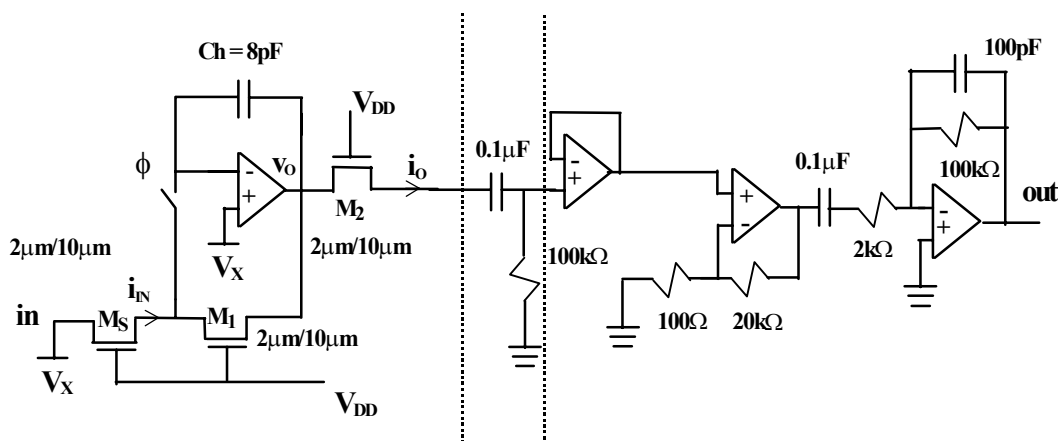 Ch = 8pF
100pF
V_DD
ϕ
0.1μF
v_O
i_O
M_2
0.1μF
100kΩ
out
2μm/10μm
V_X
2μm/10μm
100kΩ
2kΩ
in
M_S
i_IN
M_1
2μm/10μm
100Ω
20kΩ
V_X
V_DD
-
+
-
+
+
-
-
+